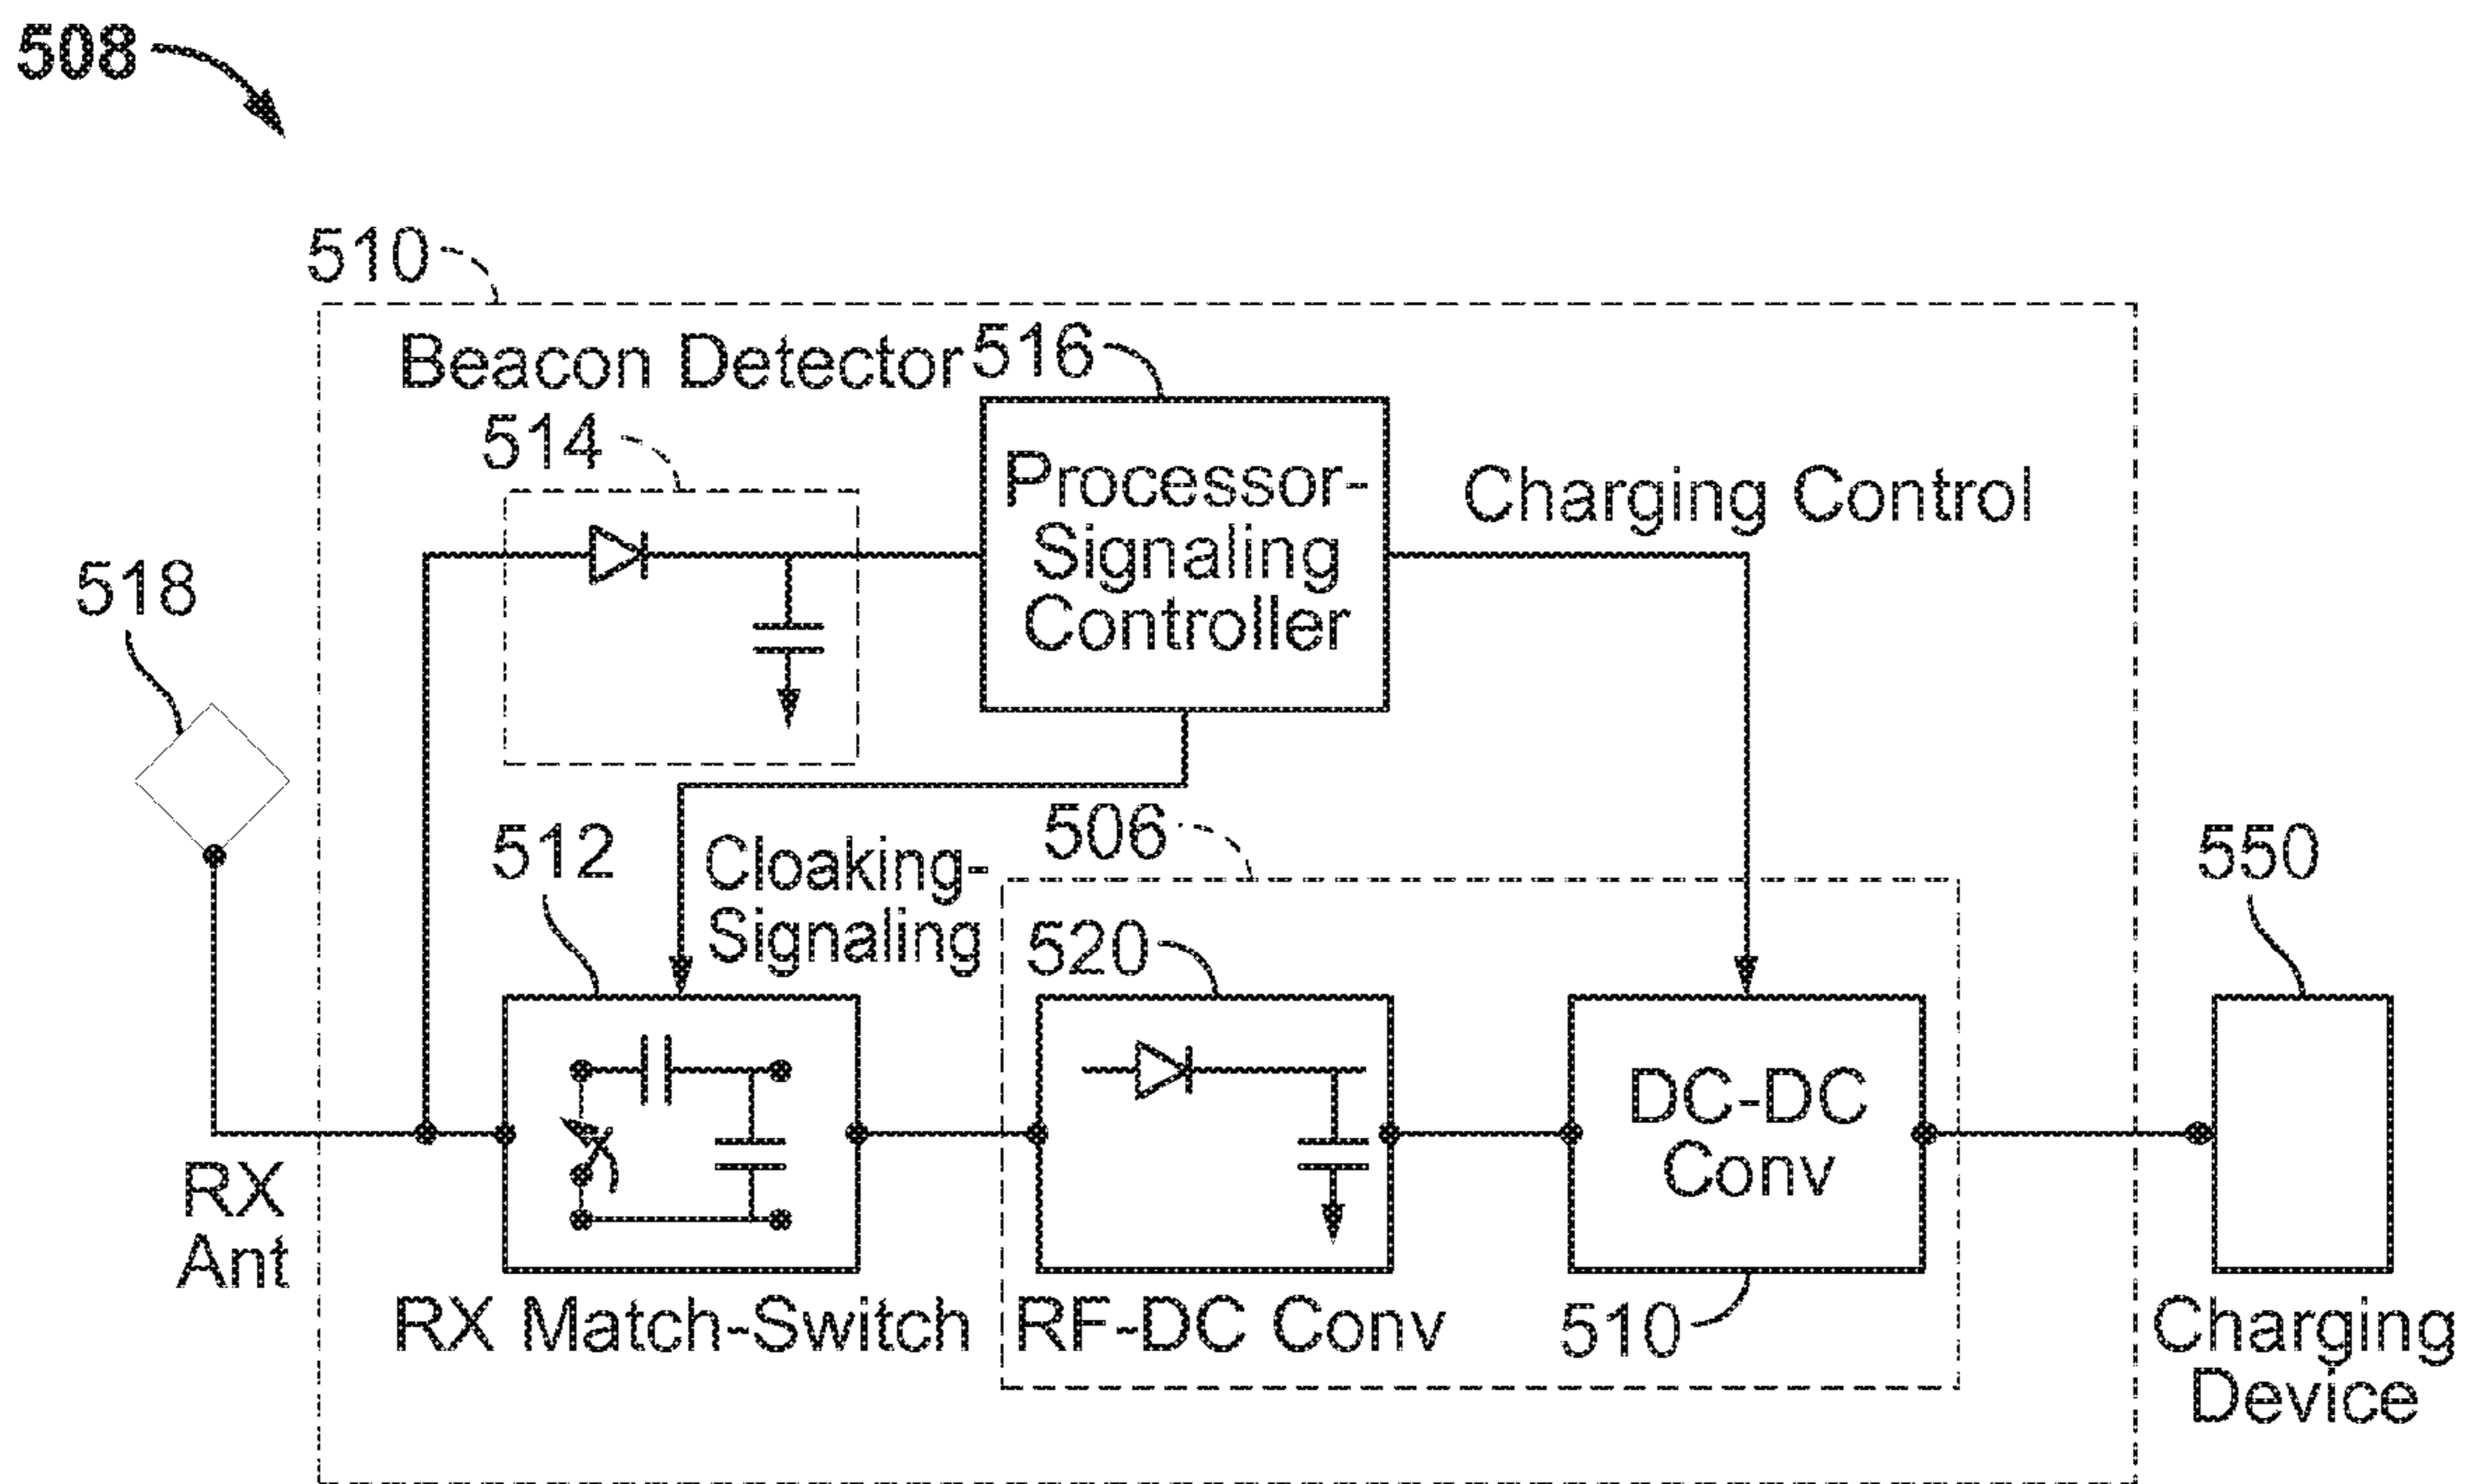 508
510
Beacon Detector
516
514
Processor-
Signaling
Controller
Charging Control
518
512
Cloaking-
Signaling
506
520
550
DC-DC
Conv
RX
Ant
RX Match-Switch
RF-DC Conv
510
Charging
Device